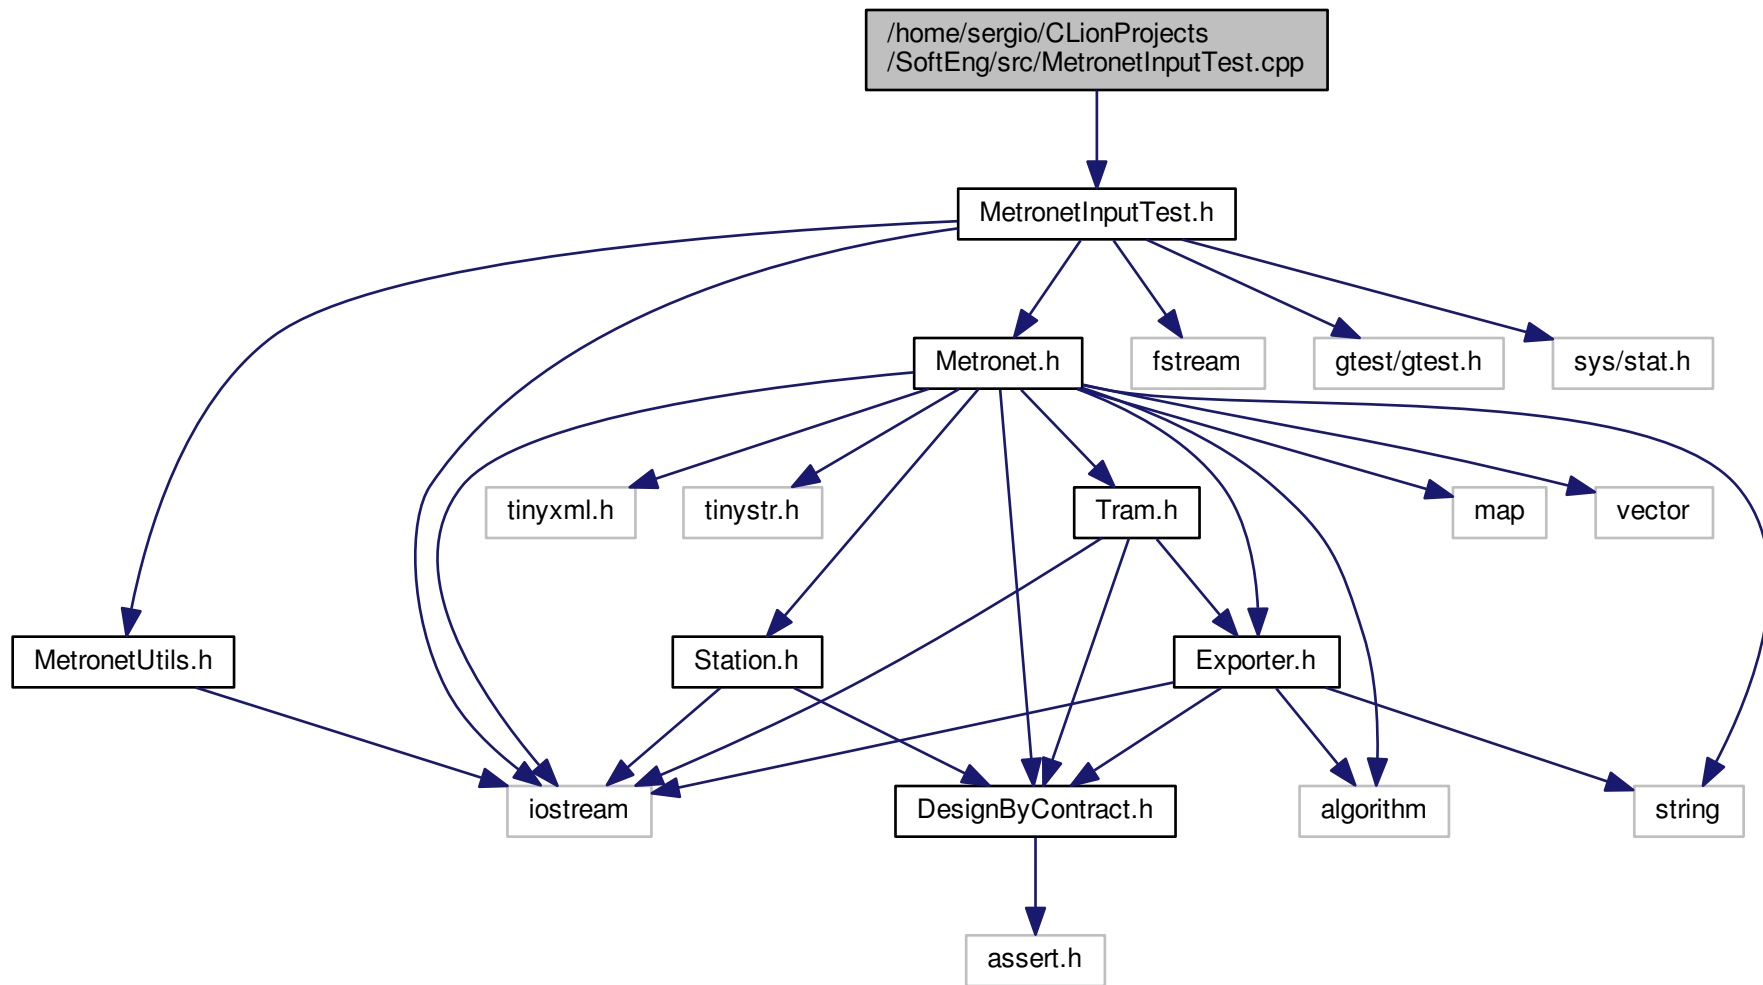 /home/sergio/CLionProjects
/SoftEng/src/MetronetInputTest.cpp
MetronetInputTest.h
Metronet.h
fstream
gtest/gtest.h
sys/stat.h
tinyxml.h
tinystr.h
Tram.h
map
vector
MetronetUtils.h
Station.h
Exporter.h
iostream
DesignByContract.h
algorithm
string
assert.h